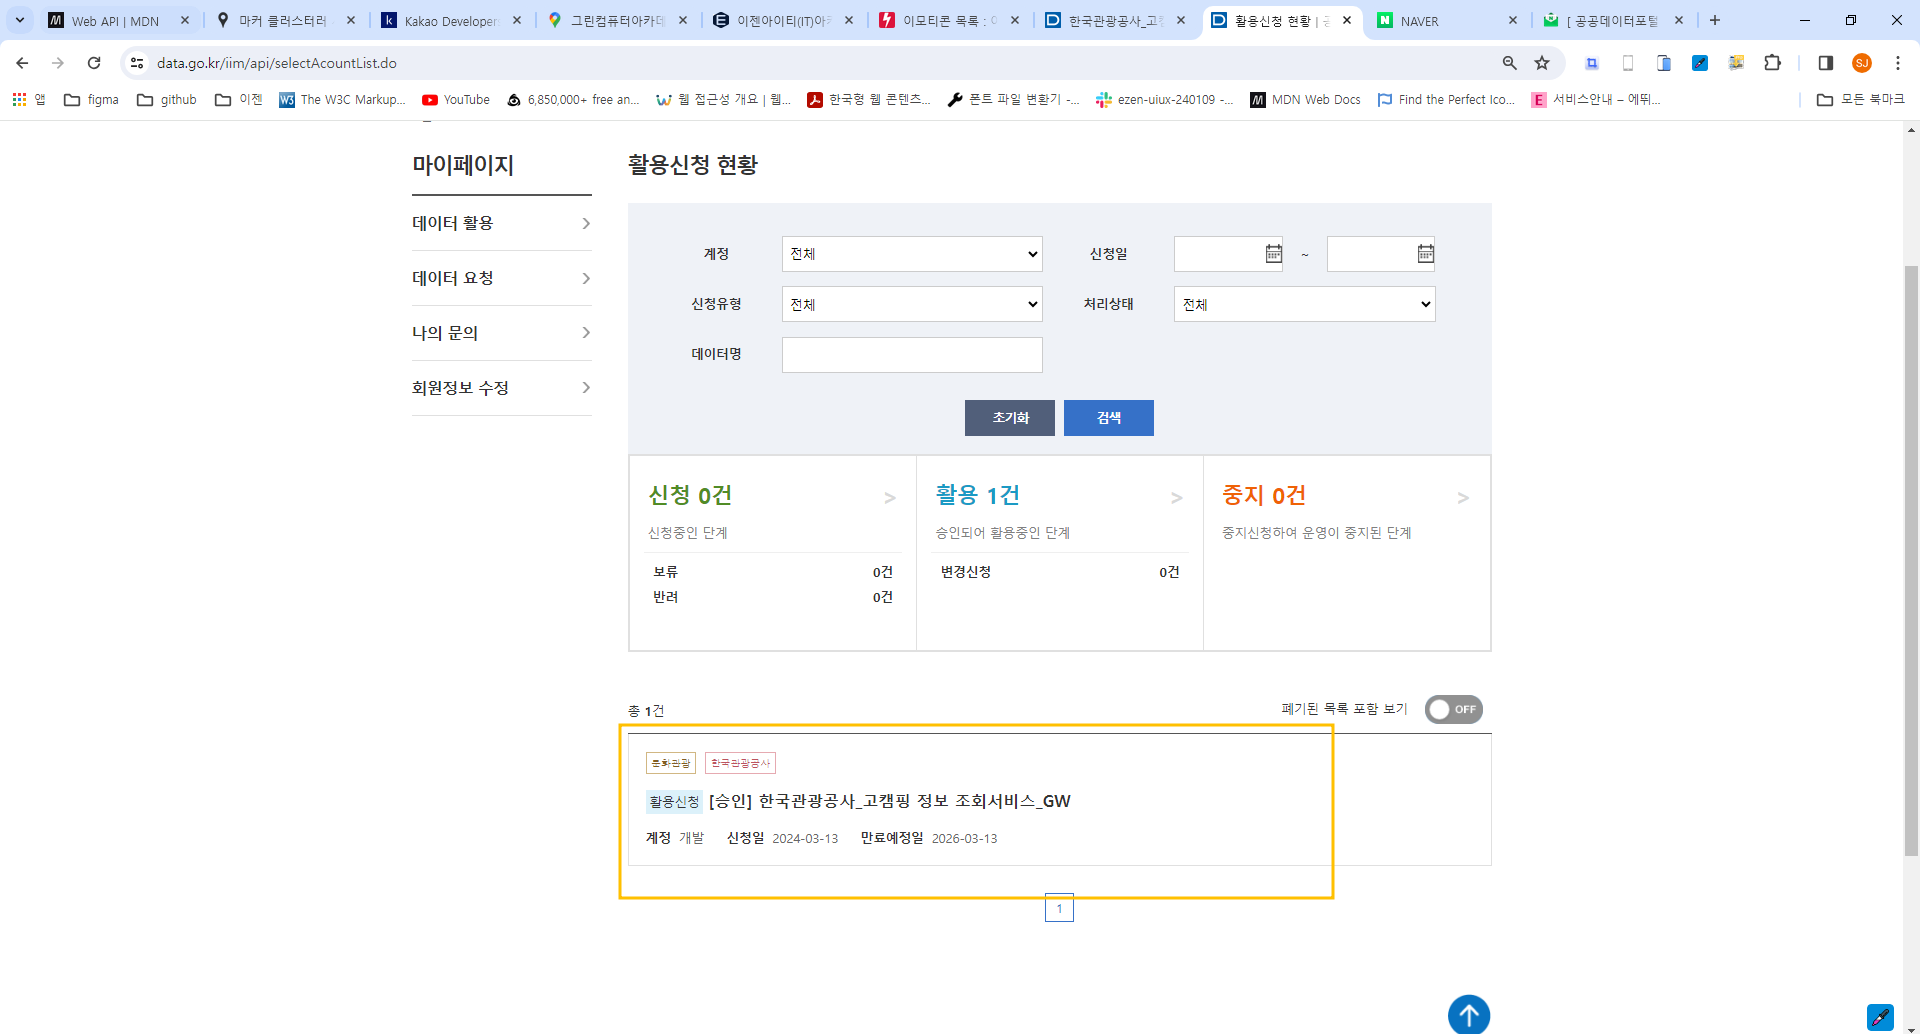 Web API | MDN
마커 클러스터러
Kakao Developer
그린컴퓨터아카데
이젠아이티(IT)아카
이모티콘 목록 : 이
한국관광공사_고캠
활용신청 현황 | 공
NAVER
[ 공공데이터포털
data.go.kr/iim/api/selectAcountList.do
SJ
앱
figma
github
이젠
The W3C Markup...
YouTube
6,850,000+ free an...
웹 접근성 개요 | 웹...
한국형 웹 콘텐츠...
폰트 파일 변환기 -...
ezen-uiux-240109 -...
MDN Web Docs
Find the Perfect Ico...
서비스안내 – 에뛰...
모든 북마크
마이페이지
데이터 활용
데이터 요청
나의 문의
회원정보 수정
활용신청 현황
계정 전체 신청일 ~
신청유형 전체 처리상태 전체
데이터명
초기화 검색
신청 0건 >
신청중인 단계
보류 0건
반려 0건
활용 1건 >
승인되어 활용중인 단계
변경신청 0건
중지 0건 >
중지신청하여 운영이 중지된 단계
총 1건
폐기된 목록 포함 보기 OFF
문화관광 한국관광공사
활용신청 [승인] 한국관광공사_고캠핑 정보 조회서비스_GW
계정 개발 신청일 2024-03-13 만료예정일 2026-03-13
1